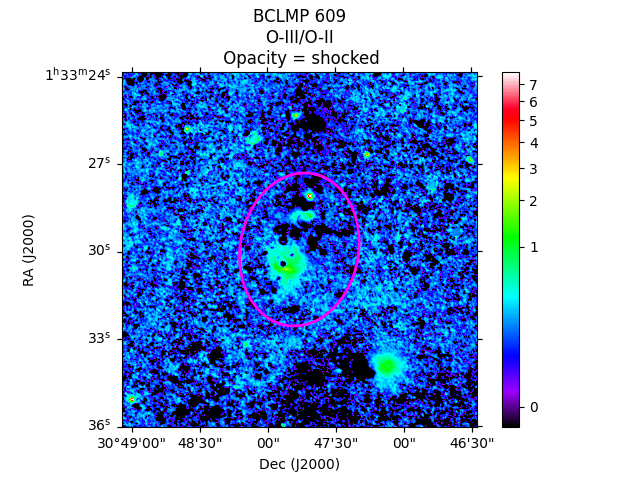 BCLMP 609
O-III/O-II
Opacity = shocked
1ʰ33ᵐ24ˢ
27ˢ
30ˢ
33ˢ
36ˢ
RA (J2000)
30°49'00" 48'30" 00" 47'30" 00" 46'30"
Dec (J2000)
7
6
5
4
3
2
1
0